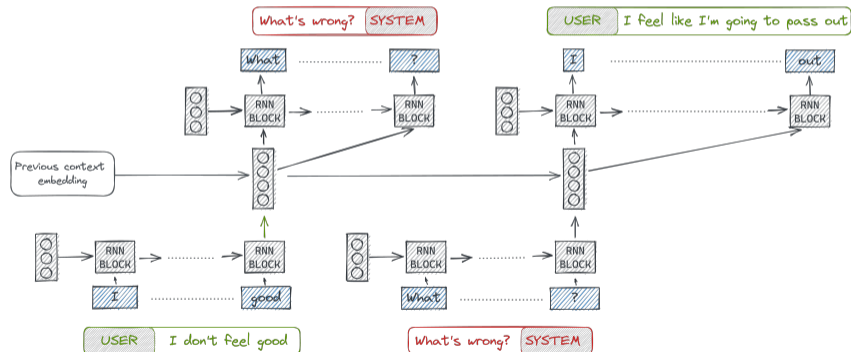 What's wrong? SYSTEM
USER I feel like I'm going to pass out
What ?
I out
RNN BLOCK
RNN BLOCK
RNN BLOCK
RNN BLOCK
Previous context
embedding
RNN BLOCK
RNN BLOCK
RNN BLOCK
RNN BLOCK
I good
What ?
USER I don't feel good
What's wrong? SYSTEM